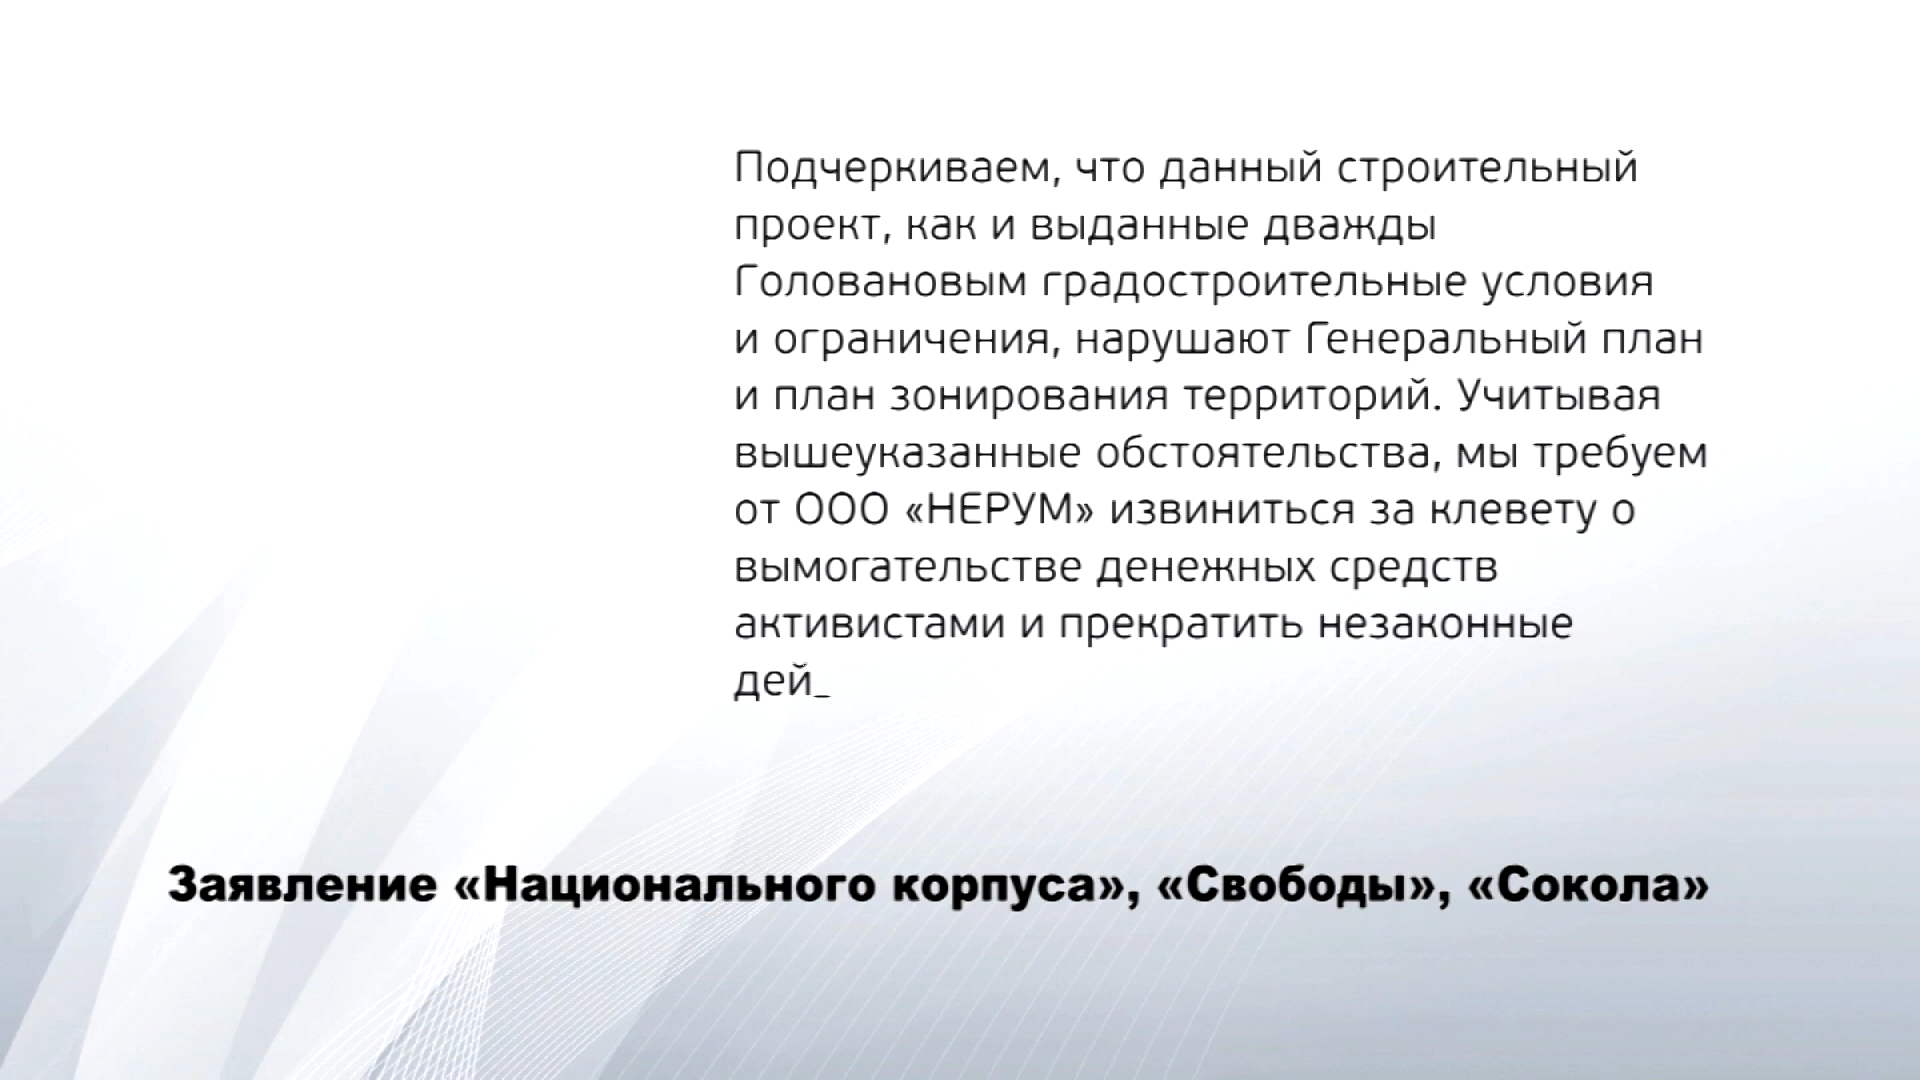 Подчеркиваем, что данный строительный
проект, как и выданные дважды
Головановым градостроительные условия
и ограничения, нарушают Генеральный план
и план зонирования территорий. Учитывая
вышеуказанные обстоятельства, мы требуем
от ООО «НЕРУМ» извиниться за клевету о
вымогательстве денежных средств
активистами и прекратить незаконные
дей_
Заявление «Национального корпуса», «Свободы», «Сокола»